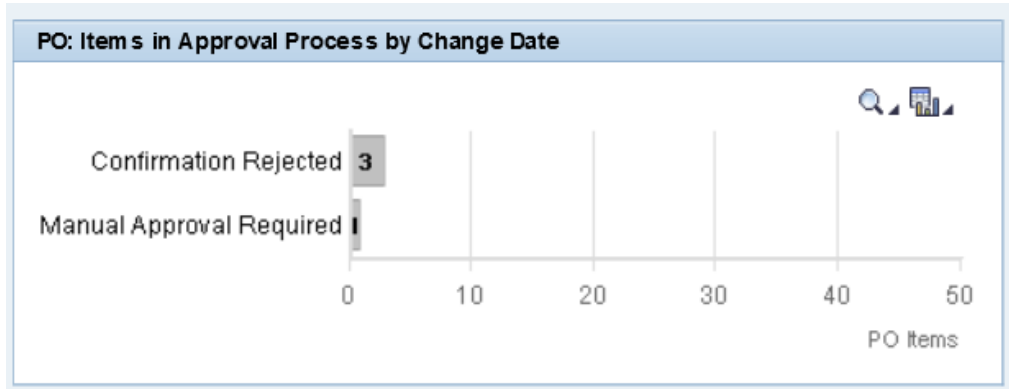 PO: Items in Approval Process by Change Date
Confirmation Rejected 3
Manual Approval Required
0 10 20 30 40 50
PO Items